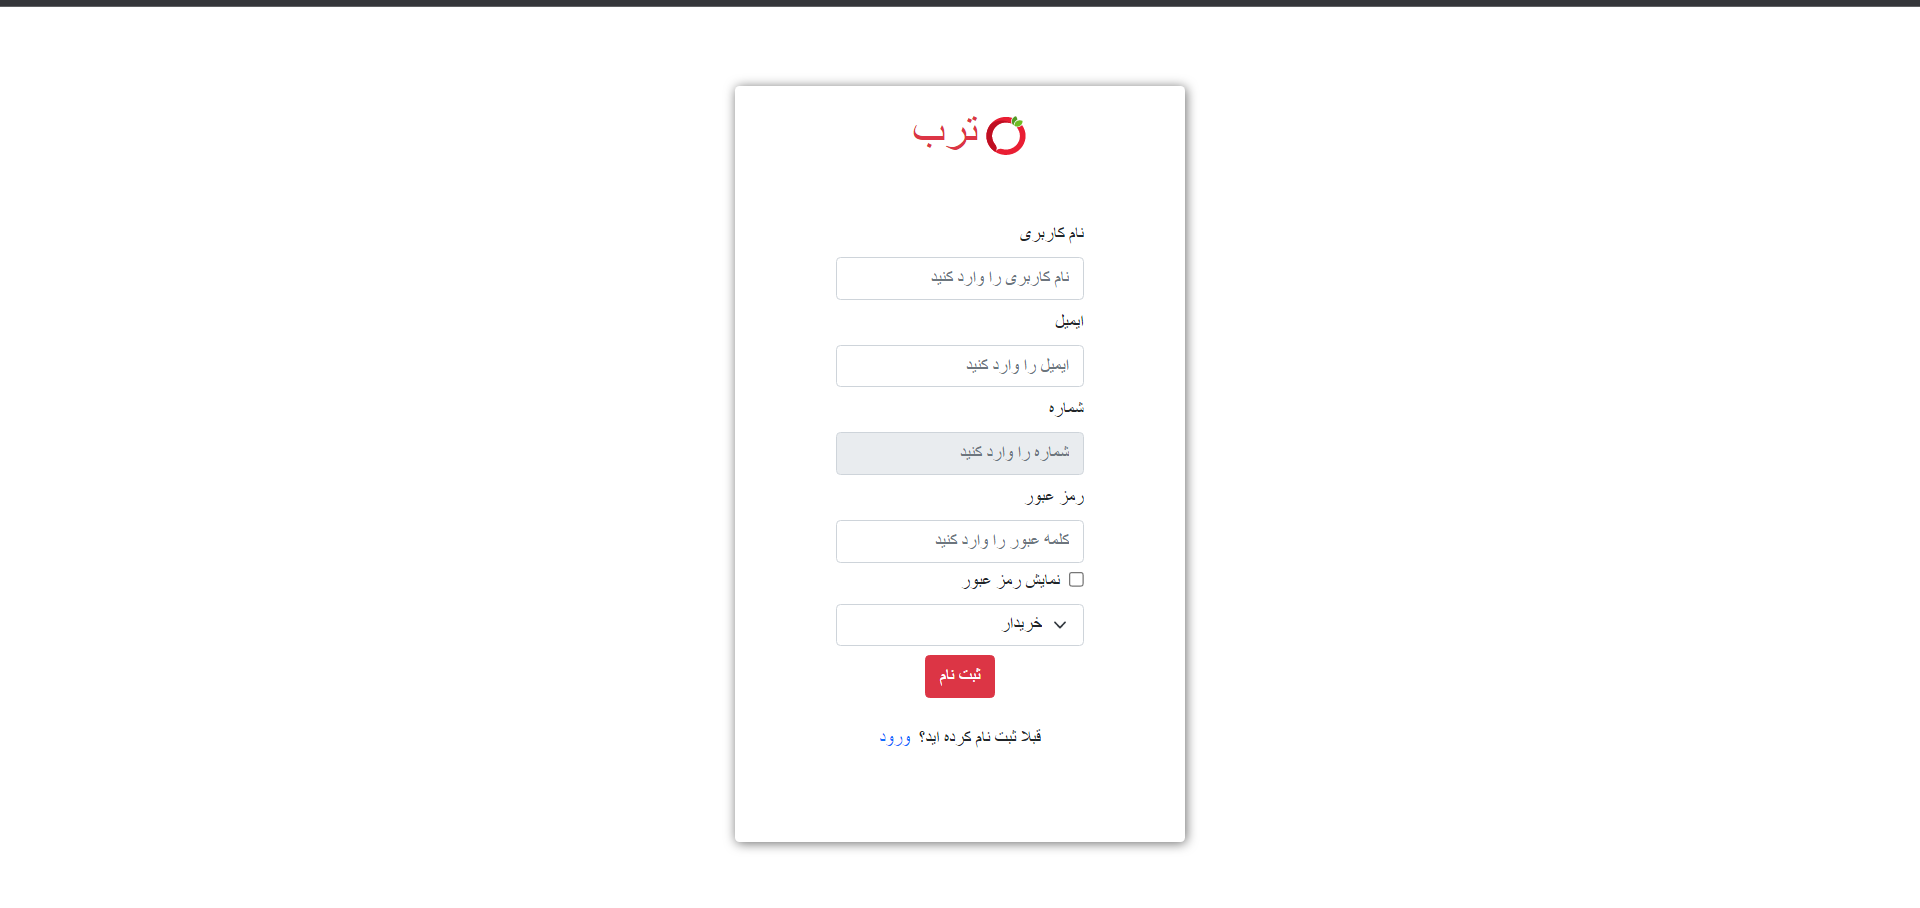 ترب
نام کاربری
نام کاربری را وارد کنید
ایمیل
ایمیل را وارد کنید
شماره
شماره را وارد کنید
رمز عبور
کلمه عبور را وارد کنید
نمایش رمز عبور
خریدار
ثبت نام
قبلا ثبت نام کرده اید؟ ورود